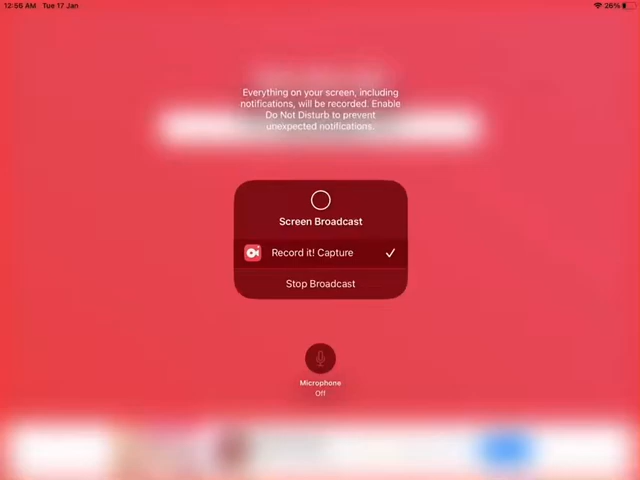 12:56 AM Tue 17 Jan
26%
Everything on your screen, including
notifications, will be recorded. Enable
Do Not Disturb to prevent
unexpected notifications.
Screen Broadcast
Record it! Capture
Stop Broadcast
Microphone
Off